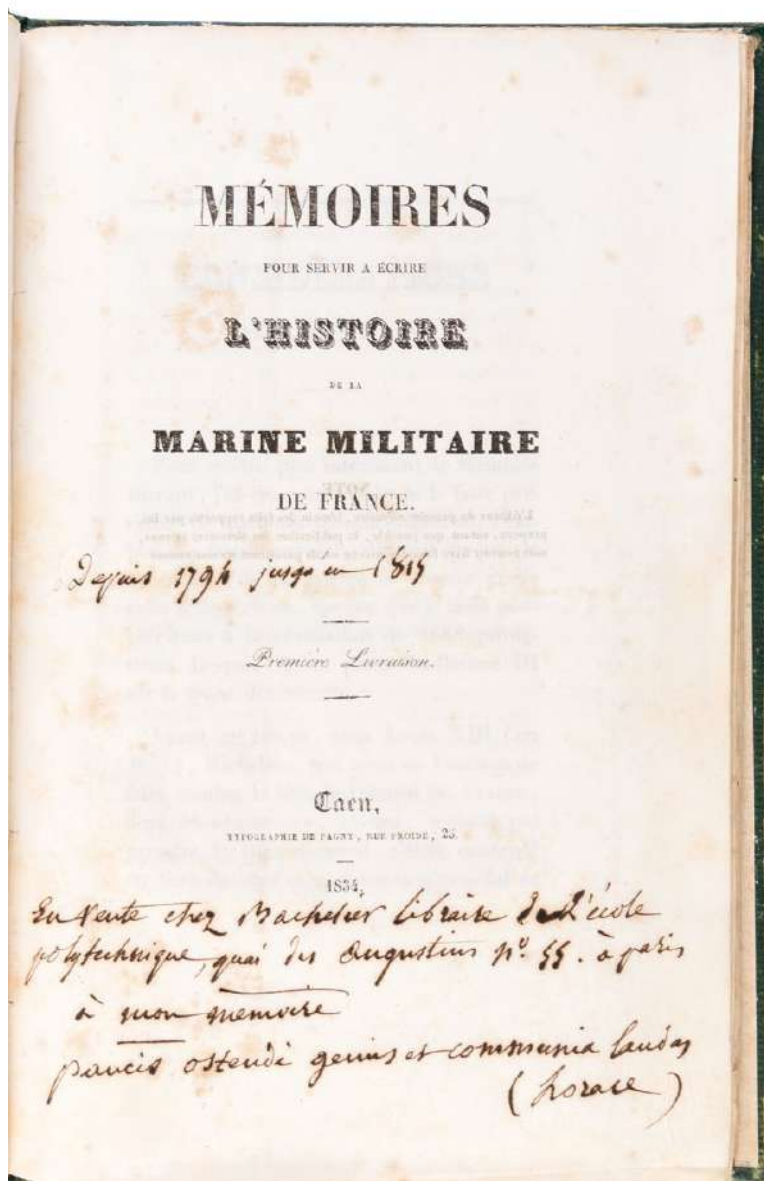 MÉMOIRES
POUR SERVIR A ÉCRIRE
L'HISTOIRE
DE LA
MARINE MILITAIRE
DE FRANCE.
Depuis 1794 jusqu'en 1815
Première Livraison.
Caen,
TYPOGRAPHIE DE PAGNY, RUE FROIDE, 25.
1834,
En Vente chez Bachelier libraire de l'école
polytechnique, quai des Augustins n° 55. à paris
à mon mémoire
paucis ostendi gemis et communia laudas
(horace)